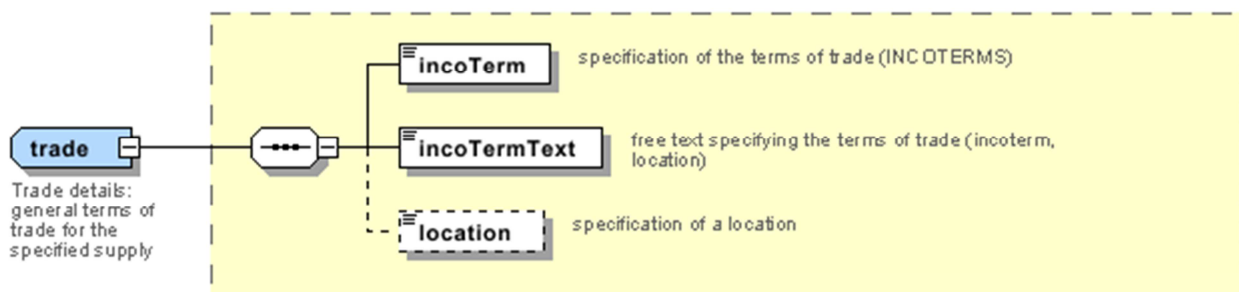 incoTerm
specification of the terms of trade (INCOTERMS)
trade
incoTermText
free text specifying the terms of trade (incoterm,
location)
Trade details:
general terms of
trade for the
specified supply
location
specification of a location